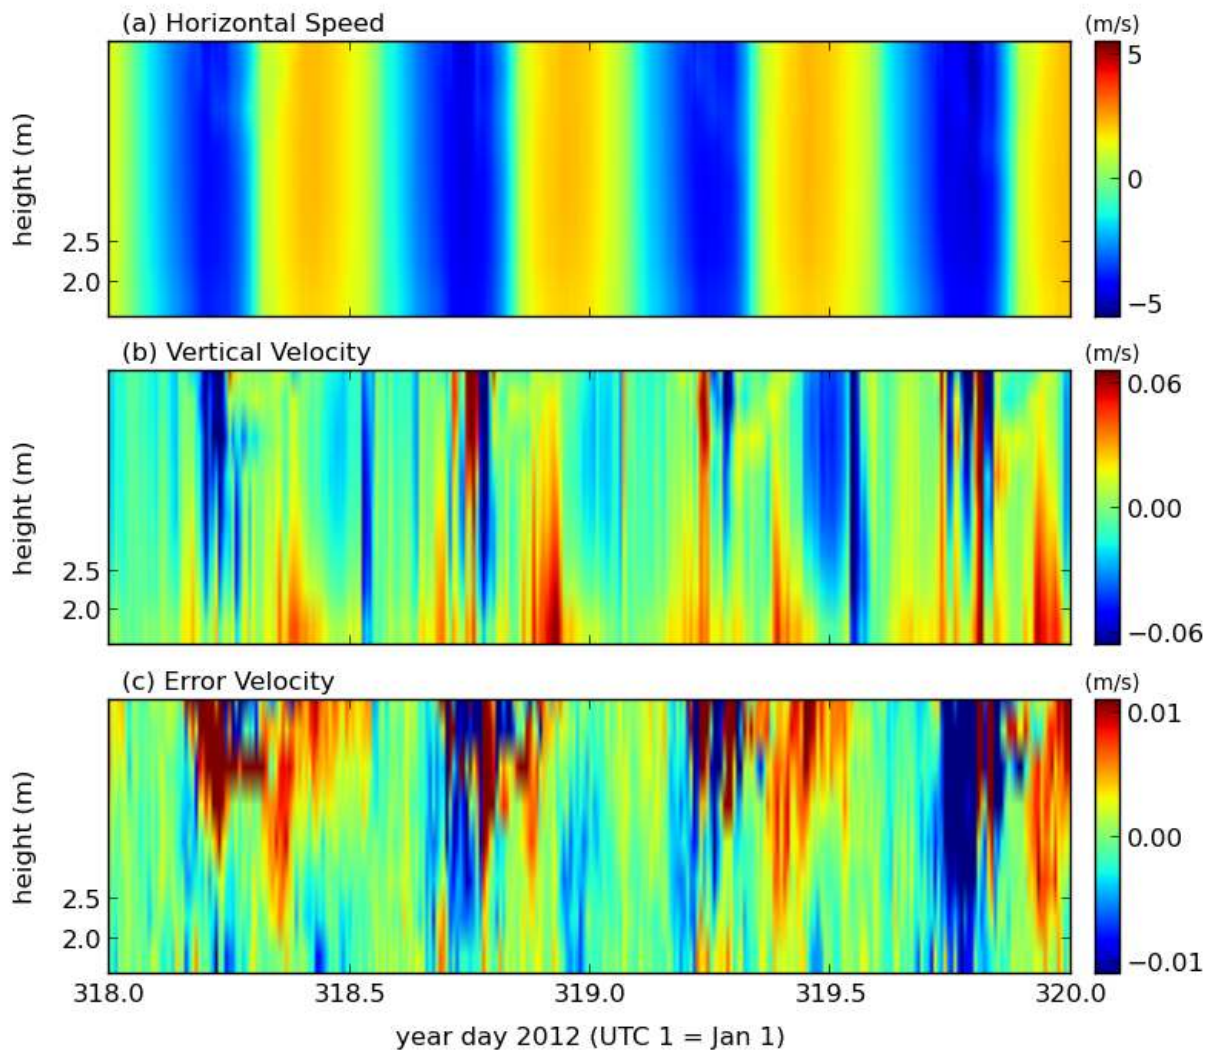 (a) Horizontal Speed
(m/s)
height (m)
2.5
2.0
5
0
−5
(b) Vertical Velocity
(m/s)
height (m)
2.5
2.0
0.06
0.00
−0.06
(c) Error Velocity
(m/s)
height (m)
2.5
2.0
0.01
0.00
−0.01
318.0 318.5 319.0 319.5 320.0
year day 2012 (UTC 1 = Jan 1)